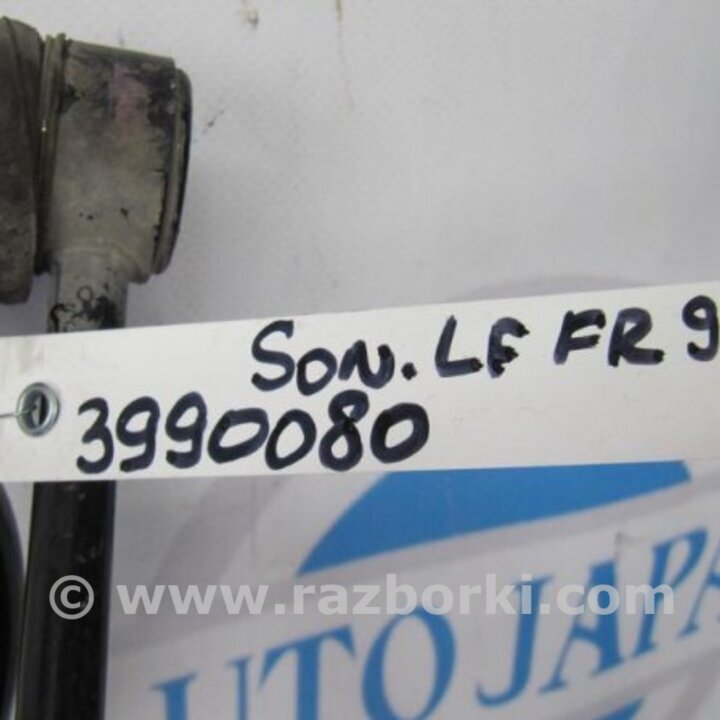 SON. LF FR 9
3990080
© www.razborki.com
UTO JAPA